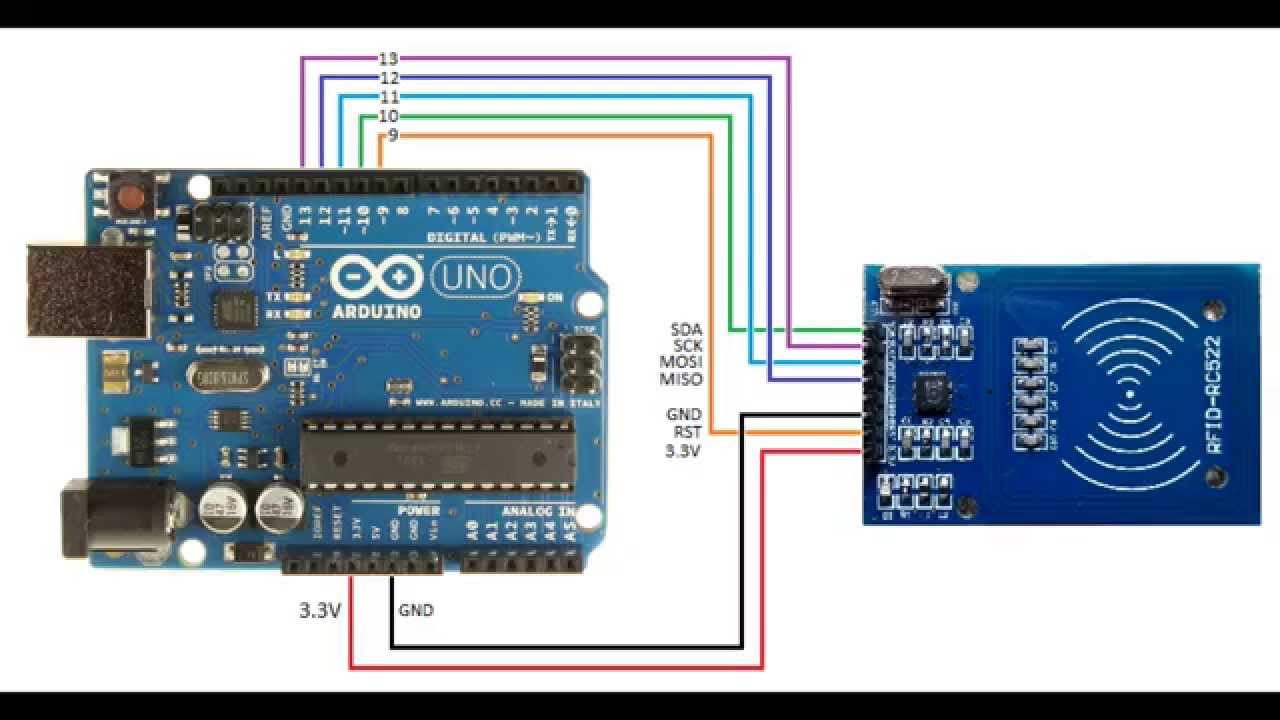 13
12
11
10
9
AREF
GND
13
12
~11
~10
~9
8
7
~6
~5
4
~3
2
TX→1
RX←0
DIGITAL (PWM~)
L
TX
RX
UNO
ARDUINO
ON
ICSP
WWW.ARDUINO.CC - MADE IN ITALY
POWER
ANALOG IN
IOREF
RESET
3.3V
5V
GND
GND
Vin
A0
A1
A2
A3
A4
A5
3.3V
GND
SDA
SCK
MOSI
MISO
GND
RST
3.3V
RFID-RC522